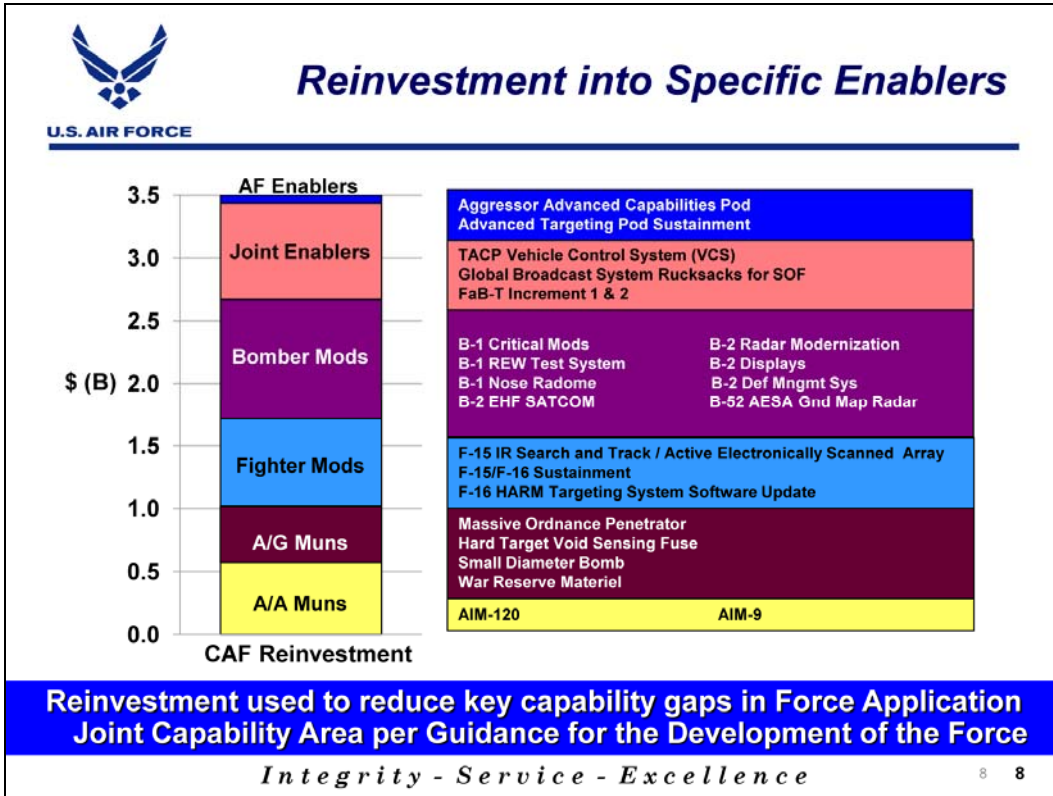 U.S. AIR FORCE
Reinvestment into Specific Enablers
$ (B)
3.5
3.0
2.5
2.0
1.5
1.0
0.5
0.0
AF Enablers
Joint Enablers
Bomber Mods
Fighter Mods
A/G Muns
A/A Muns
CAF Reinvestment
Aggressor Advanced Capabilities Pod
Advanced Targeting Pod Sustainment
TACP Vehicle Control System (VCS)
Global Broadcast System Rucksacks for SOF
FaB-T Increment 1 & 2
B-1 Critical Mods
B-1 REW Test System
B-1 Nose Radome
B-2 EHF SATCOM
B-2 Radar Modernization
B-2 Displays
B-2 Def Mngmt Sys
B-52 AESA Gnd Map Radar
F-15 IR Search and Track / Active Electronically Scanned Array
F-15/F-16 Sustainment
F-16 HARM Targeting System Software Update
Massive Ordnance Penetrator
Hard Target Void Sensing Fuse
Small Diameter Bomb
War Reserve Materiel
AIM-120
AIM-9
Reinvestment used to reduce key capability gaps in Force Application
Joint Capability Area per Guidance for the Development of the Force
Integrity - Service - Excellence
8 8